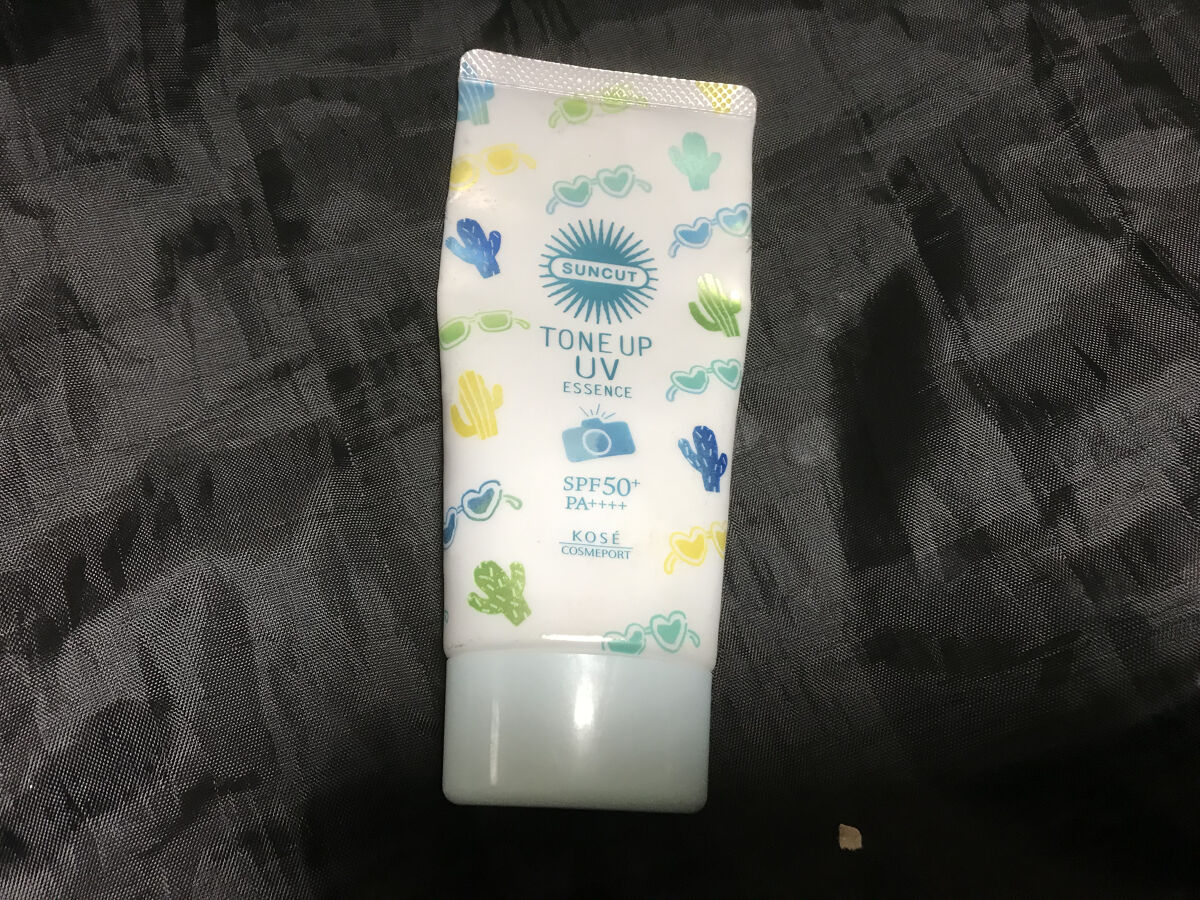 SUNCUT
TONE UP
UV
ESSENCE
SPF50+
PA++++
KOSÉ
COSMEPORT